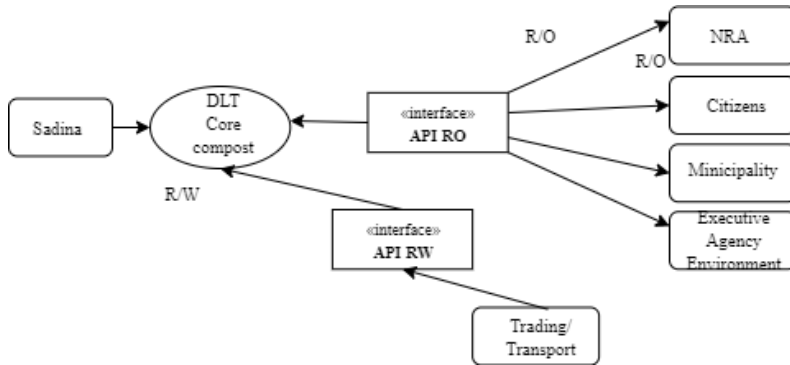 R/O
NRA
R/O
DLT
Core
compost
Sadina
«interface»
API RO
Citizens
Minicipality
R/W
«interface»
API RW
Executive
Agency
Environment
Trading/
Transport